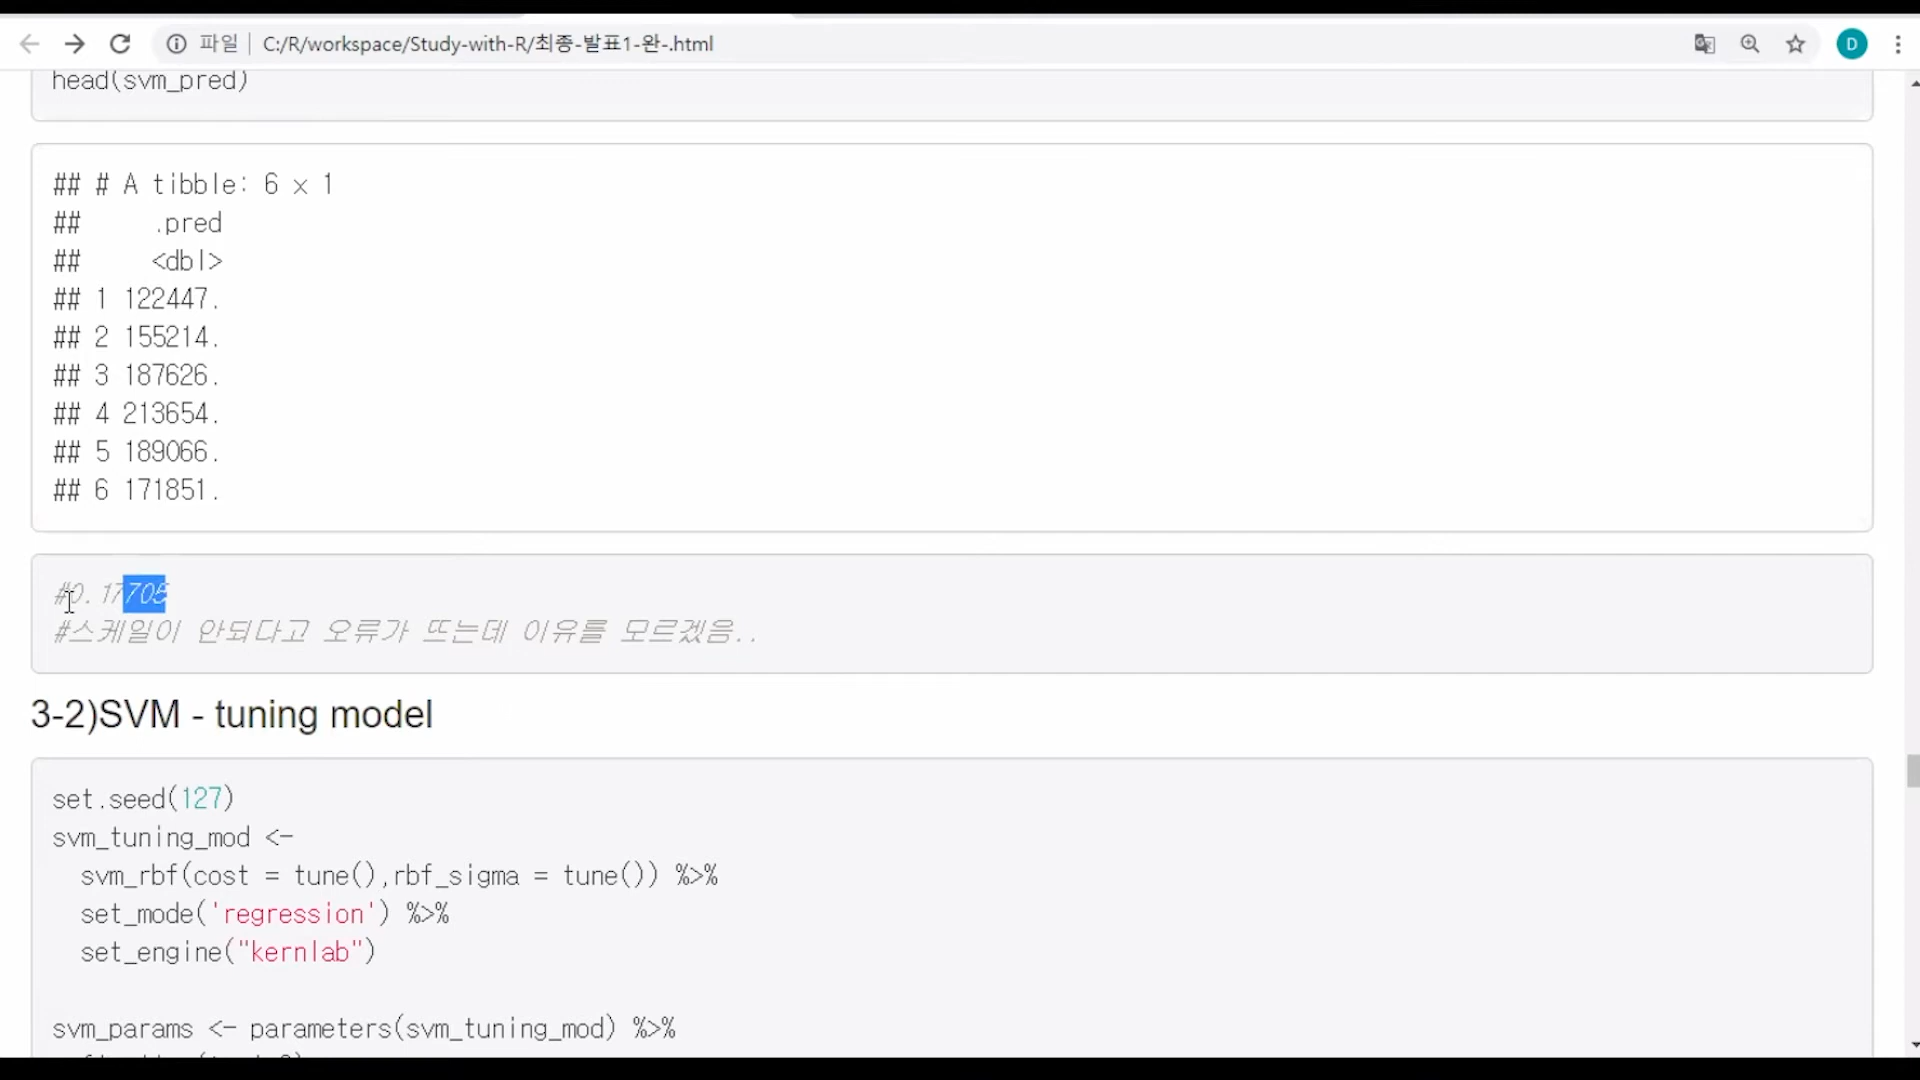 파일 C:/R/workspace/Study-with-R/최종-발표1-완-.html
D
head(svm_pred)
## # A tibble: 6 × 1
## .pred
## <dbl>
## 1 122447.
## 2 155214.
## 3 187626.
## 4 213654.
## 5 189066.
## 6 171851.
#0.17705
#스케일이 안되다고 오류가 뜨는데 이유를 모르겠음..
3-2)SVM - tuning model
set.seed(127)
svm_tuning_mod <-
svm_rbf(cost = tune(),rbf_sigma = tune()) %>%
set_mode('regression') %>%
set_engine("kernlab")
svm_params <- parameters(svm_tuning_mod) %>%